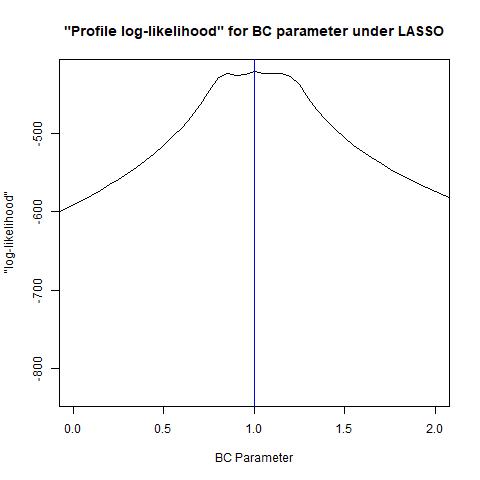 "Profile log-likelihood" for BC parameter under LASSO
"log-likelihood"
-500
-600
-700
-800
0.0 0.5 1.0 1.5 2.0
BC Parameter